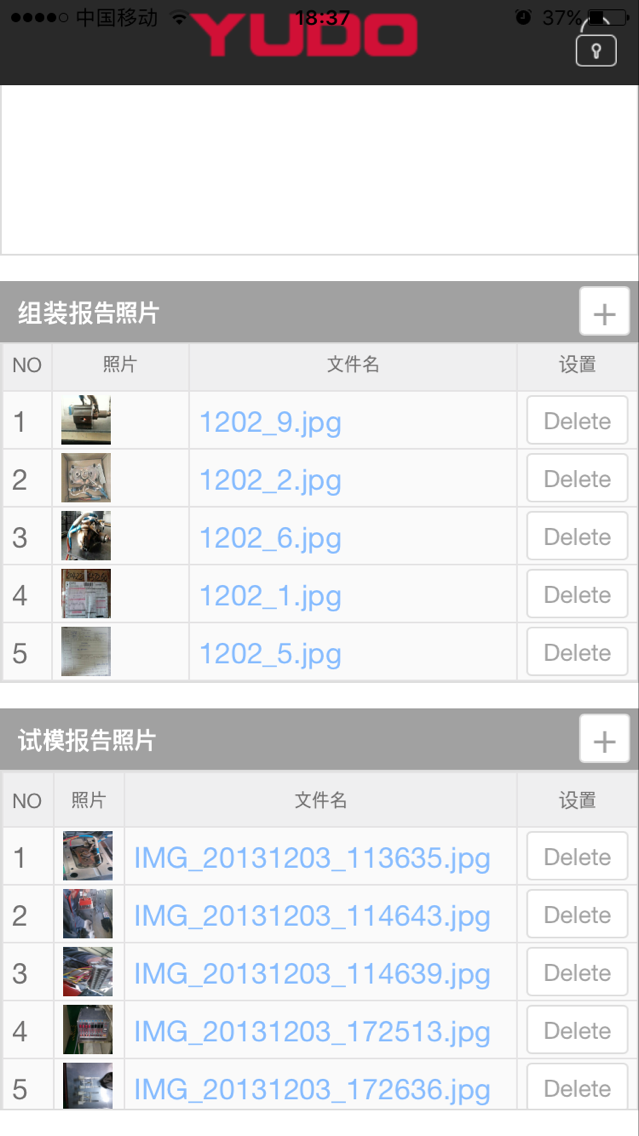 中国移动 18:37 37%
YUDO
组装报告照片 +
NO 照片 文件名 设置
1 1202_9.jpg Delete
2 1202_2.jpg Delete
3 1202_6.jpg Delete
4 1202_1.jpg Delete
5 1202_5.jpg Delete
试模报告照片 +
NO 照片 文件名 设置
1 IMG_20131203_113635.jpg Delete
2 IMG_20131203_114643.jpg Delete
3 IMG_20131203_114639.jpg Delete
4 IMG_20131203_172513.jpg Delete
5 IMG_20131203_172636.jpg Delete